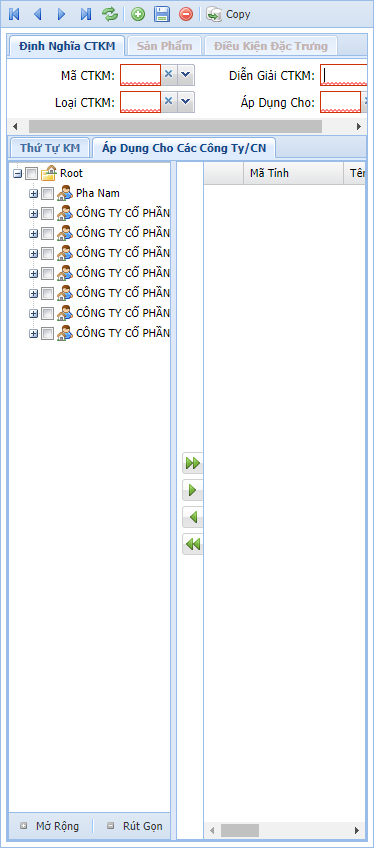 Copy
Định Nghĩa CTKM Sản Phẩm Điều Kiện Đặc Trưng
Mã CTKM: Diễn Giải CTKM:
Loại CTKM: Áp Dụng Cho:
Thứ Tự KM Áp Dụng Cho Các Công Ty/CN
Root Mã Tỉnh Tên
Pha Nam
CÔNG TY CỔ PHẦN
CÔNG TY CỔ PHẦN
CÔNG TY CỔ PHẦN
CÔNG TY CỔ PHẦN
CÔNG TY CỔ PHẦN
CÔNG TY CỔ PHẦN
CÔNG TY CỔ PHẦN
Mở Rộng Rút Gọn